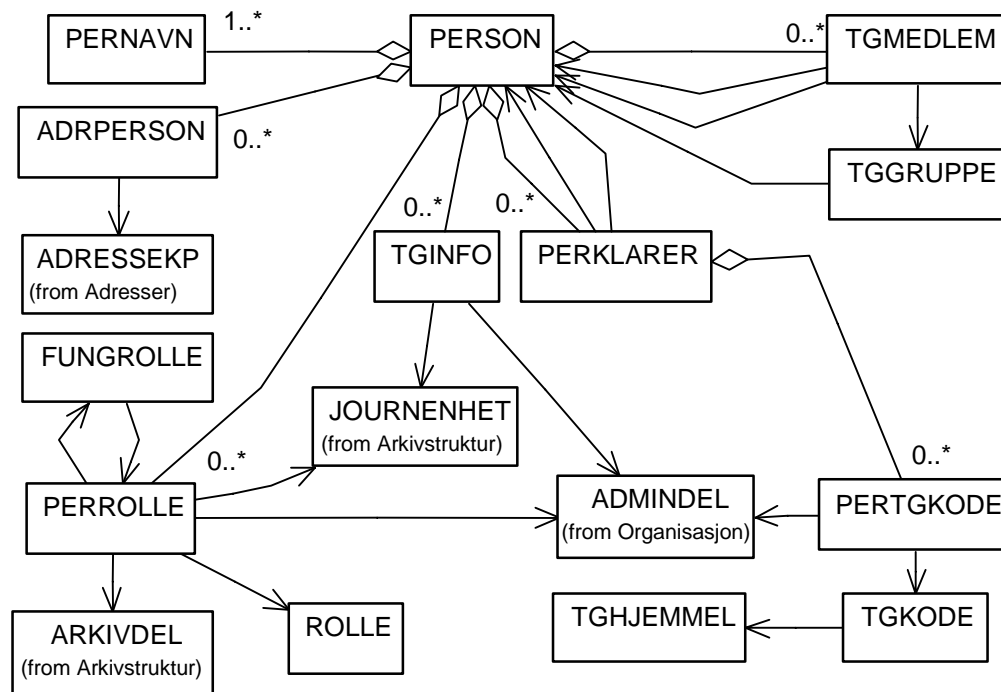 PERNAVN
1..*
PERSON
0..*
TGMEDLEM
ADRPERSON
0..*
TGGRUPPE
0..*
0..*
ADRESSEKP
(from Adresser)
TGINFO
PERKLARER
FUNGROLLE
JOURNENHET
(from Arkivstruktur)
0..*
0..*
PERROLLE
ADMINDEL
(from Organisasjon)
PERTGKODE
ARKIVDEL
(from Arkivstruktur)
ROLLE
TGHJEMMEL
TGKODE